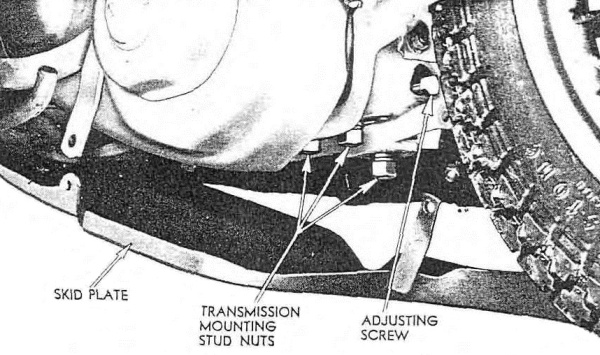 SKID PLATE
TRANSMISSION
MOUNTING
STUD NUTS
ADJUSTING
SCREW